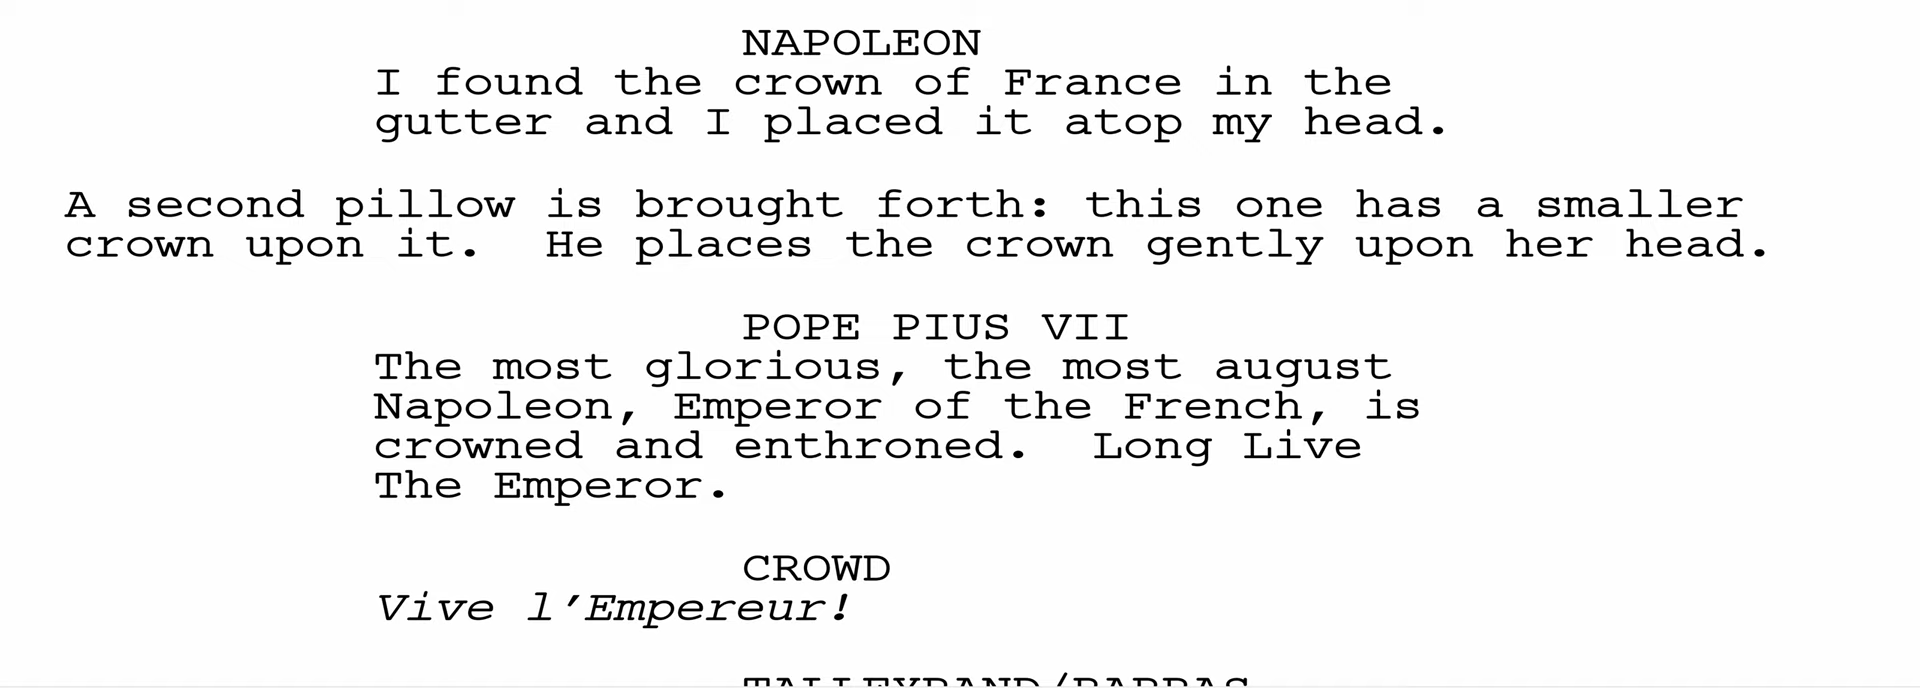 NAPOLEON
I found the crown of France in the
gutter and I placed it atop my head.
A second pillow is brought forth: this one has a smaller
crown upon it. He places the crown gently upon her head.
POPE PIUS VII
The most glorious, the most august
Napoleon, Emperor of the French, is
crowned and enthroned. Long Live
The Emperor.
CROWD
Vive l'Empereur!
TALLEYRAND/BARRAS